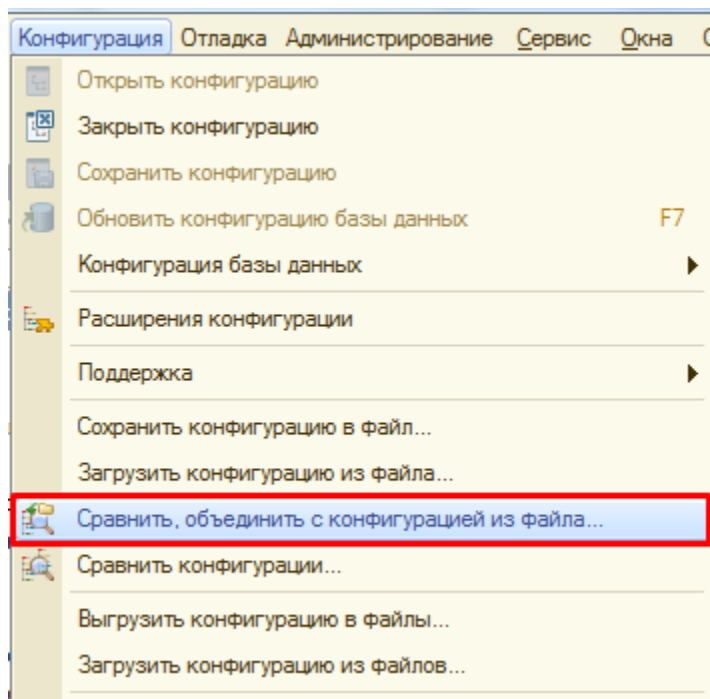 Конфигурация Отладка Администрирование Сервис Окна
Открыть конфигурацию
Закрыть конфигурацию
Сохранить конфигурацию
Обновить конфигурацию базы данных F7
Конфигурация базы данных
Расширения конфигурации
Поддержка
Сохранить конфигурацию в файл...
Загрузить конфигурацию из файла...
Сравнить, объединить с конфигурацией из файла...
Сравнить конфигурации...
Выгрузить конфигурацию в файлы...
Загрузить конфигурацию из файлов...